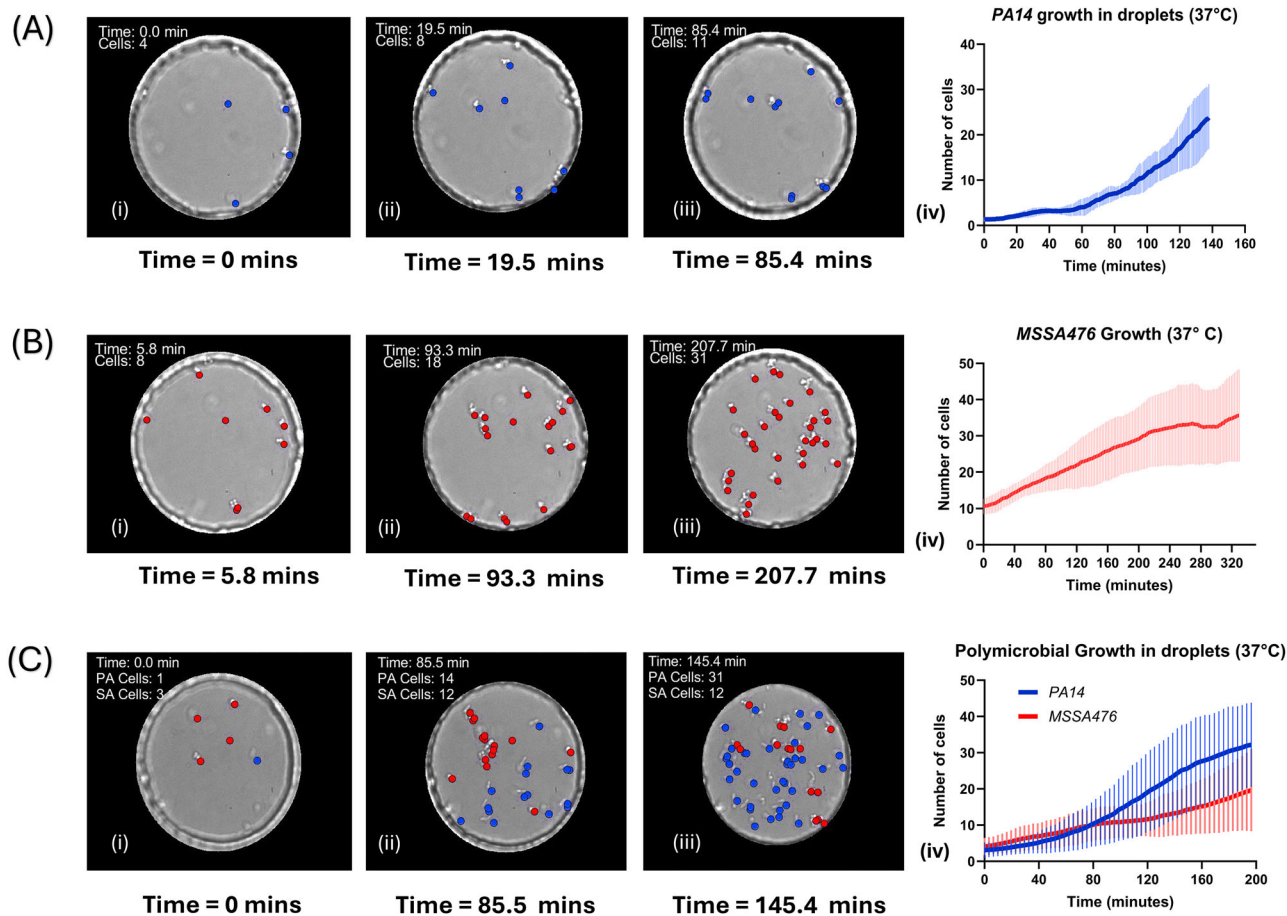 (A)
Time: 0.0 min
Cells: 4
(i)
Time = 0 mins
Time: 19.5 min
Cells: 8
(ii)
Time = 19.5 mins
Time: 85.4 min
Cells: 11
(iii)
Time = 85.4 mins
PA14 growth in droplets (37°C)
Number of cells
40
30
20
10
0
0 20 40 60 80 100 120 140 160
Time (minutes)
(iv)
(B)
Time: 5.8 min
Cells: 8
(i)
Time = 5.8 mins
Time: 93.3 min
Cells: 18
(ii)
Time = 93.3 mins
Time: 207.7 min
Cells: 31
(iii)
Time = 207.7 mins
MSSA476 Growth (37° C)
Number of cells
50
40
30
20
10
0
0 40 80 120 160 200 240 280 320
Time (minutes)
(iv)
(C)
Time: 0.0 min
PA Cells: 1
SA Cells: 3
(i)
Time = 0 mins
Time: 85.5 min
PA Cells: 14
SA Cells: 12
(ii)
Time = 85.5 mins
Time: 145.4 min
PA Cells: 31
SA Cells: 12
(iii)
Time = 145.4 mins
Polymicrobial Growth in droplets (37°C)
PA14
MSSA476
Number of cells
50
40
30
20
10
0
0 40 80 120 160 200
Time (minutes)
(iv)